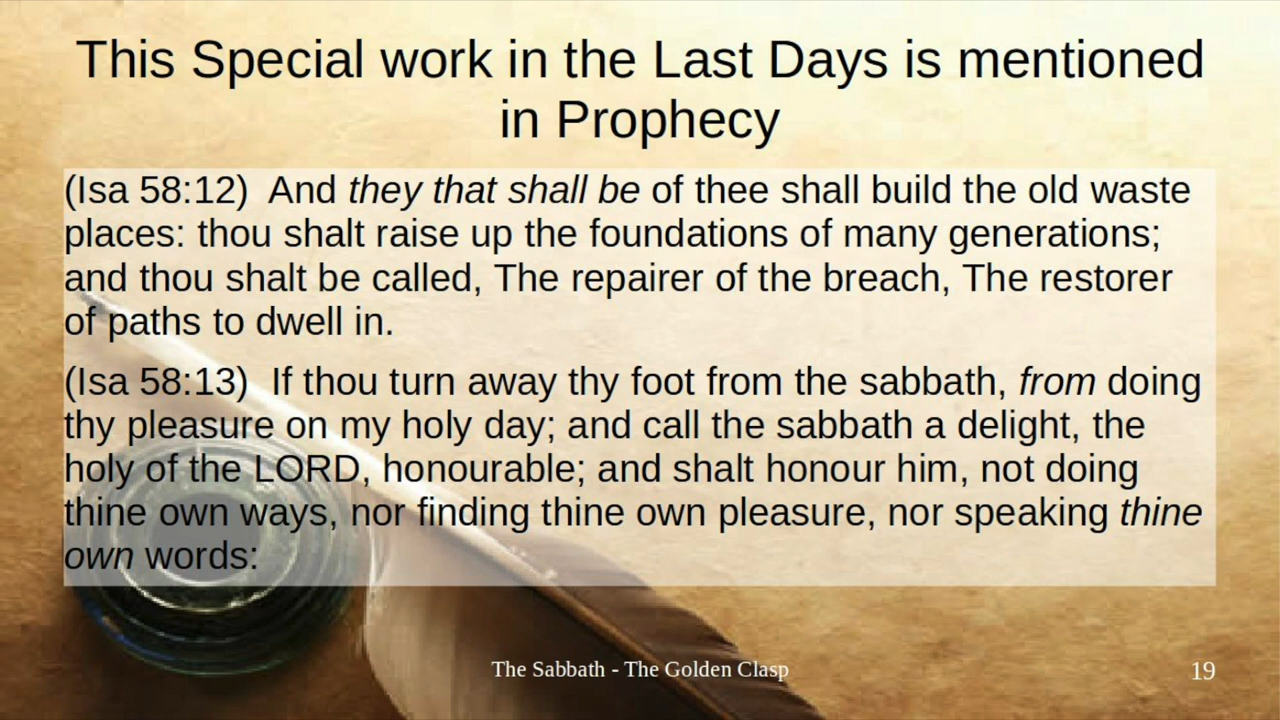 This Special work in the Last Days is mentioned
in Prophecy
(Isa 58:12)  And they that shall be of thee shall build the old waste
places: thou shalt raise up the foundations of many generations;
and thou shalt be called, The repairer of the breach, The restorer
of paths to dwell in.
(Isa 58:13)  If thou turn away thy foot from the sabbath, from doing
thy pleasure on my holy day; and call the sabbath a delight, the
holy of the LORD, honourable; and shalt honour him, not doing
thine own ways, nor finding thine own pleasure, nor speaking thine
own words:
The Sabbath - The Golden Clasp
19